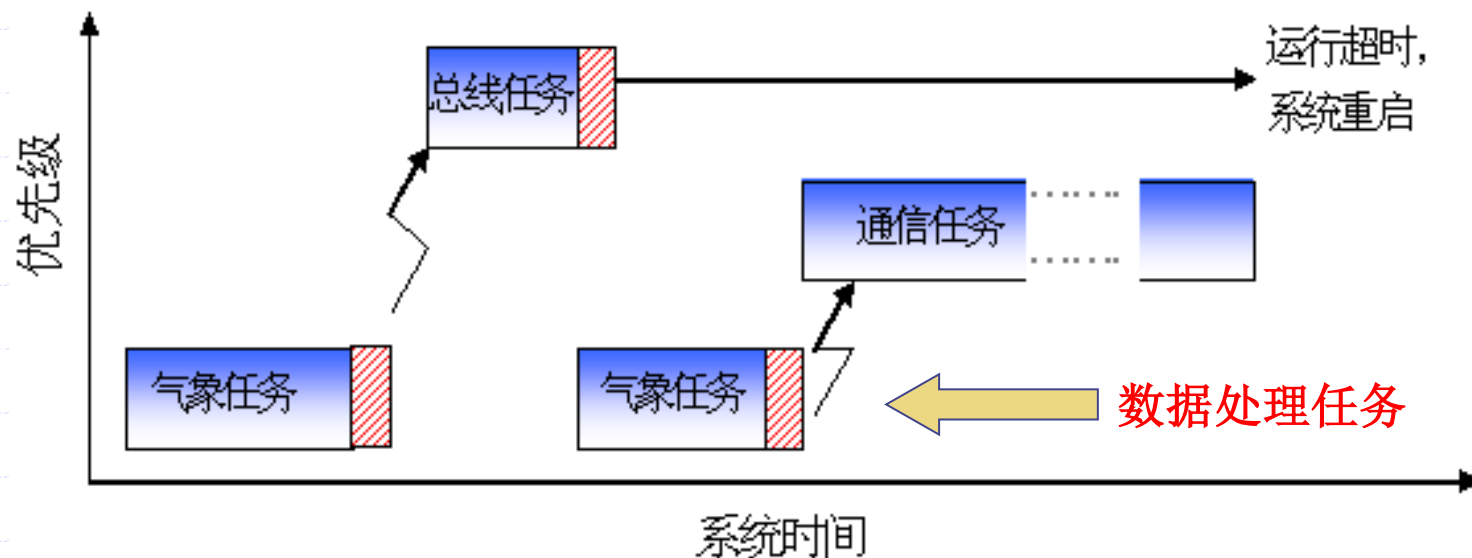 运行超时，
系统重启
总线任务
优先级
通信任务
气象任务
气象任务
数据处理任务
系统时间